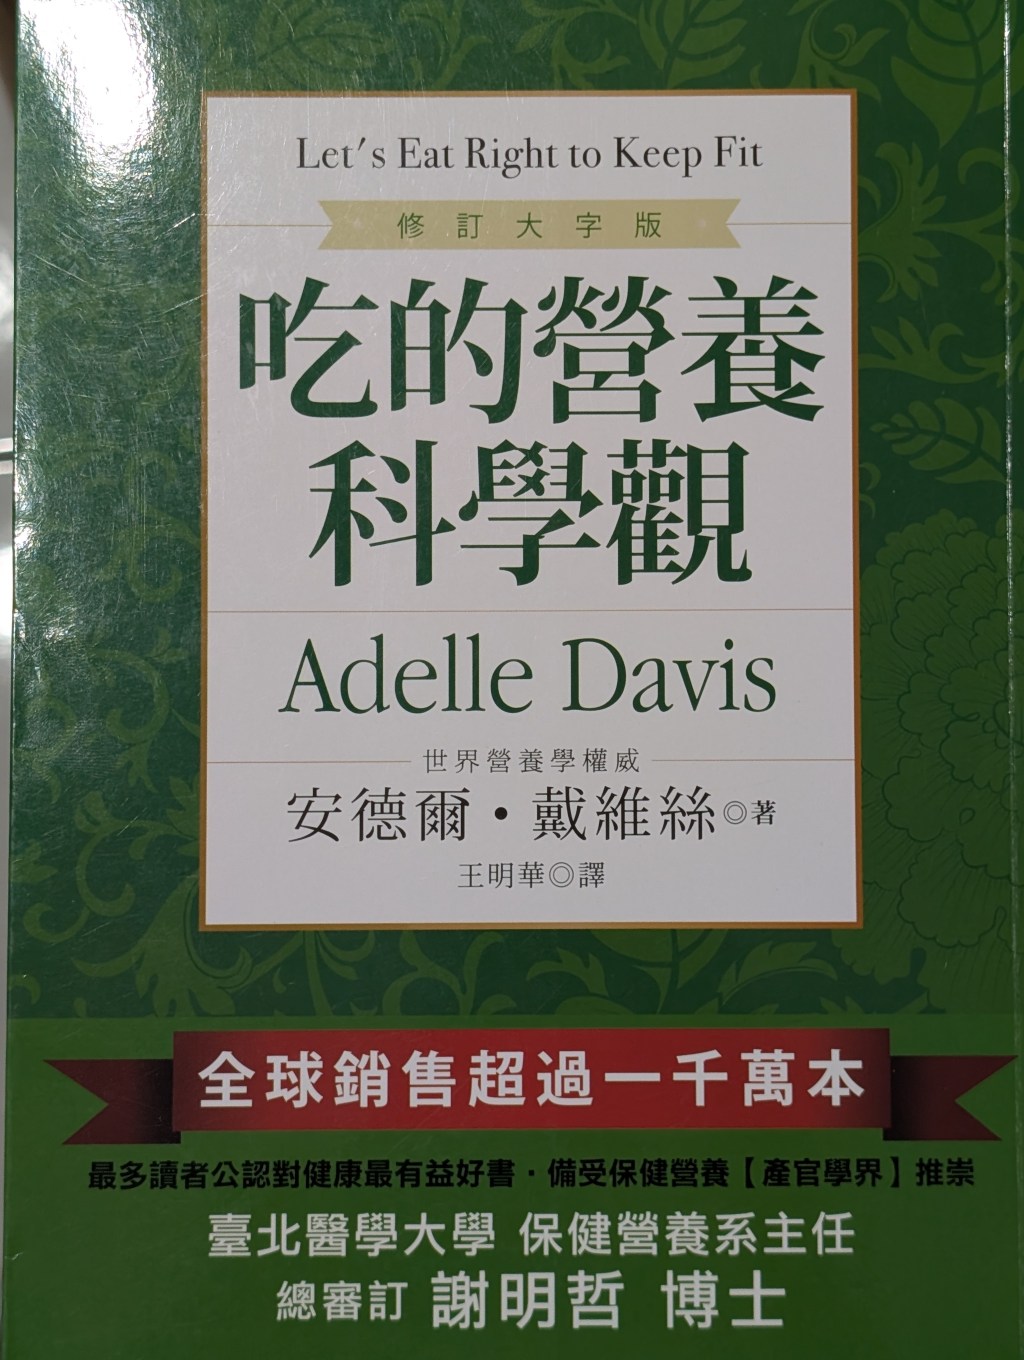 Let's Eat Right to Keep Fit
修訂大字版
吃的營養
科學觀
Adelle Davis
世界營養學權威
安德爾・戴維絲◎著
王明華◎譯
全球銷售超過一千萬本
最多讀者公認對健康最有益好書・備受保健營養【產官學界】推崇
臺北醫學大學 保健營養系主任
總審訂 謝明哲 博士